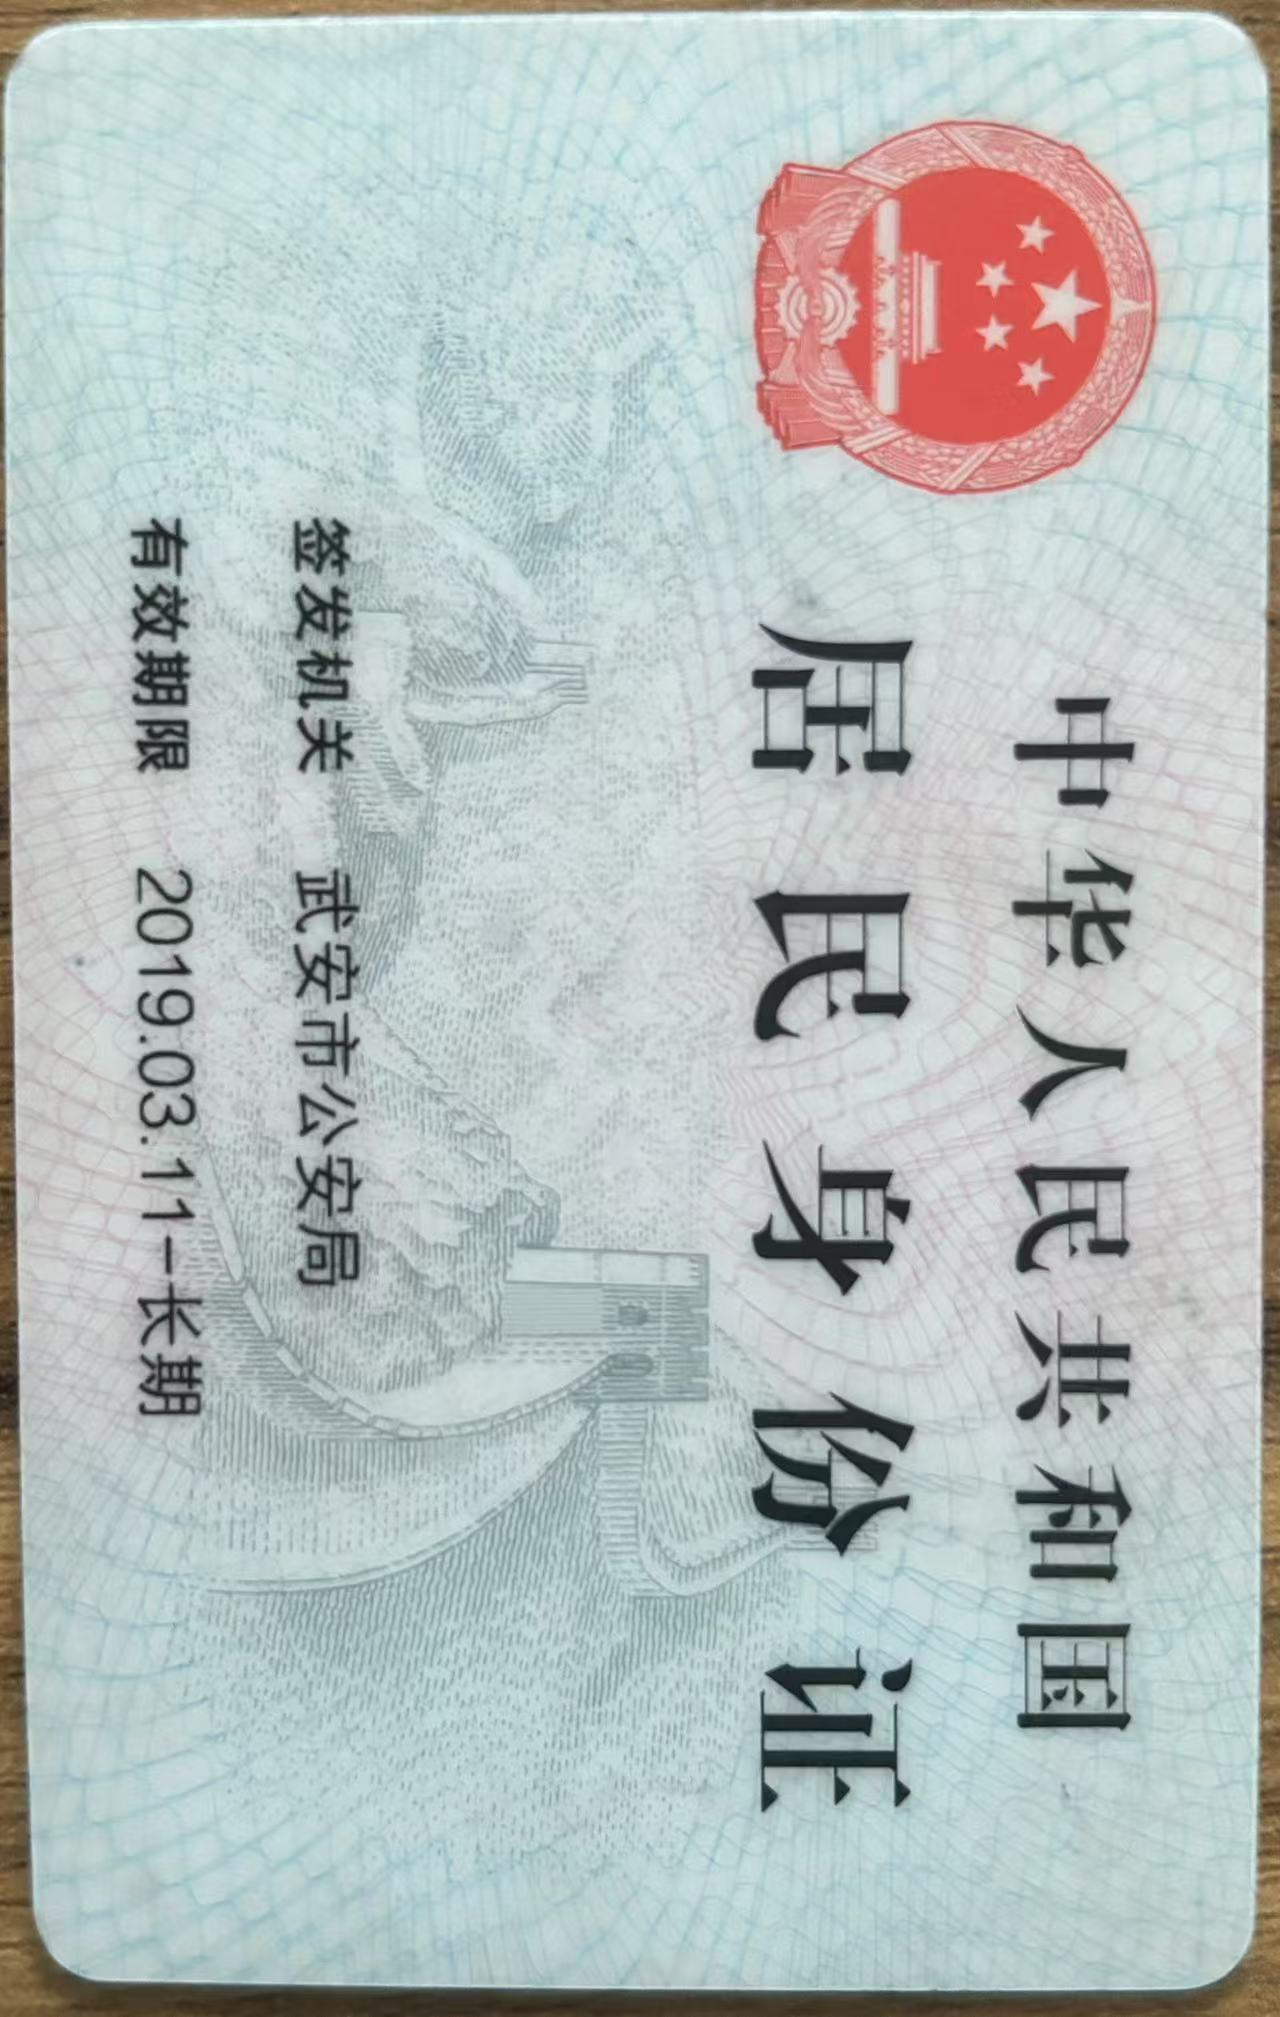 中华人民共和国
居民身份证
签发机关 武安市公安局
有效期限 2019.03.11-长期